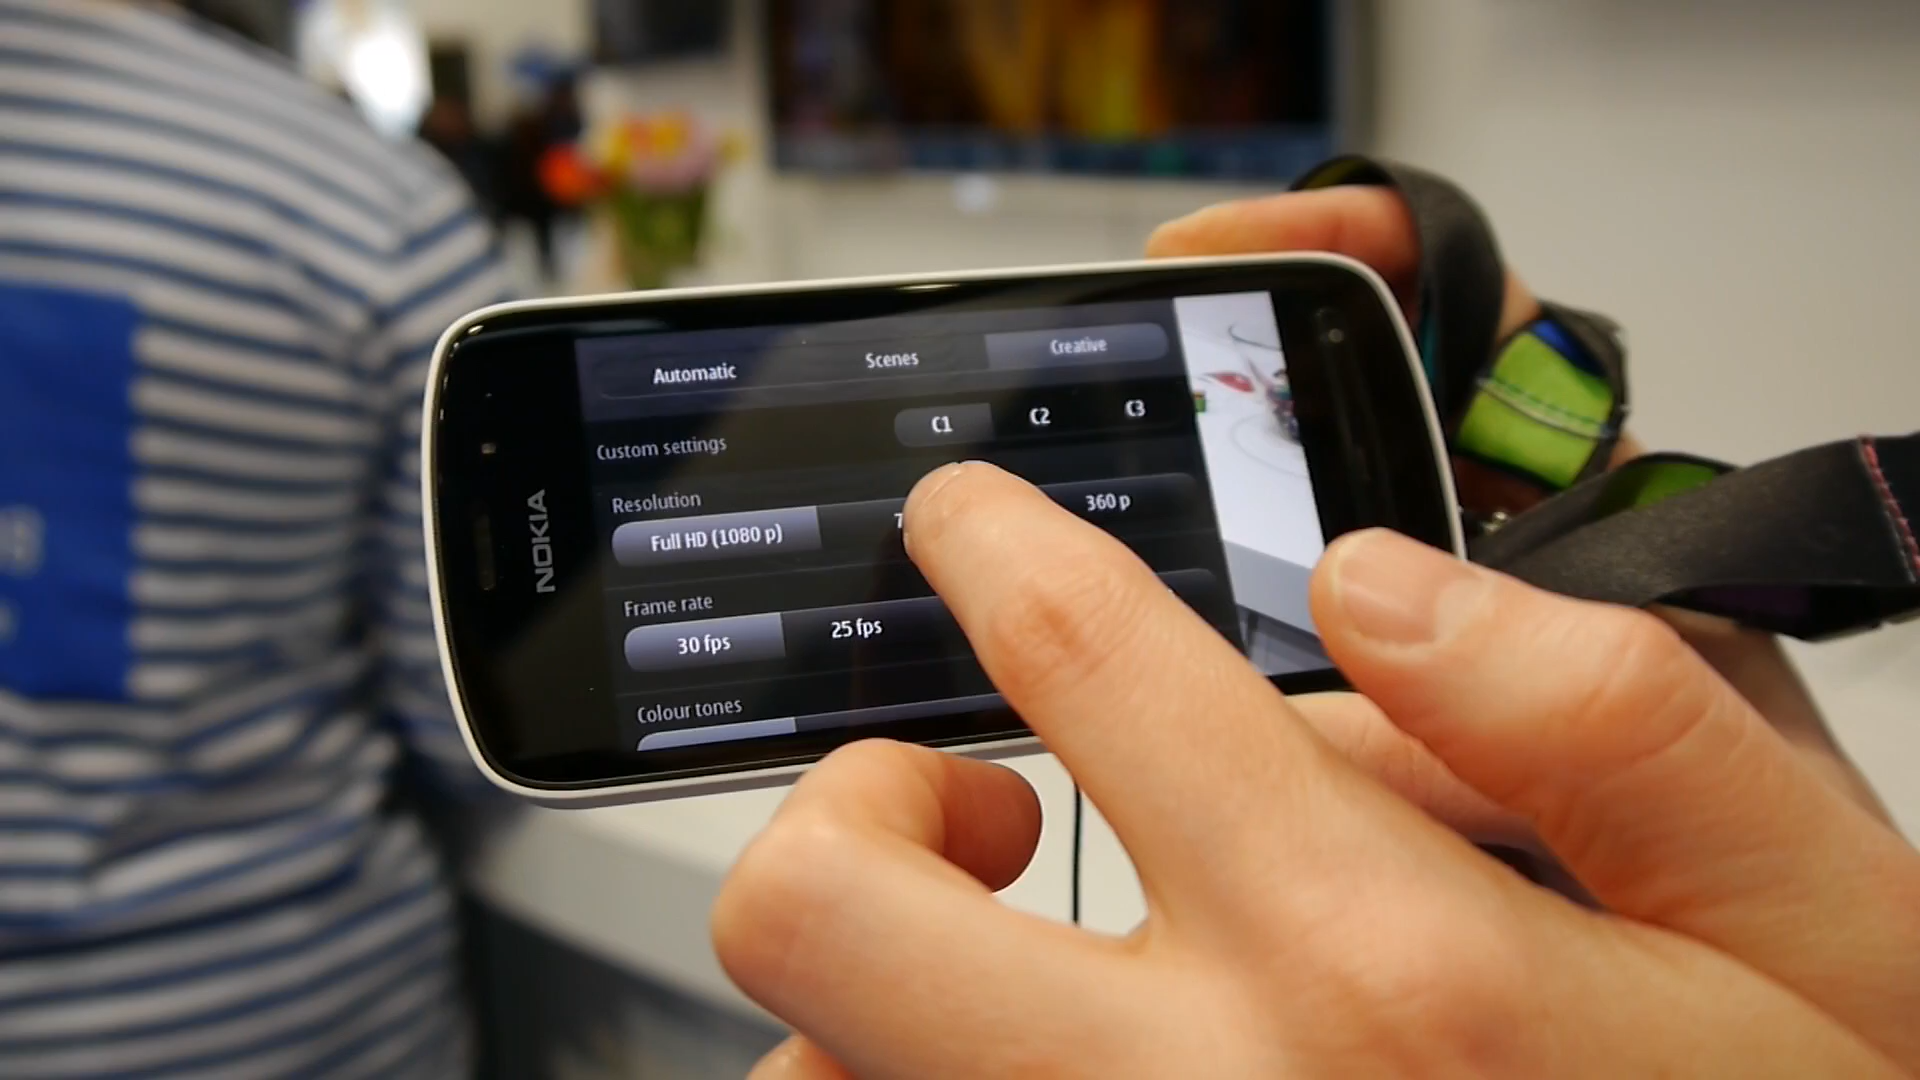 Automatic Scenes Creative
Custom settings C1 C2 C3
Resolution
Full HD (1080 p) 360 p
Frame rate
30 fps 25 fps
Colour tones
NOKIA